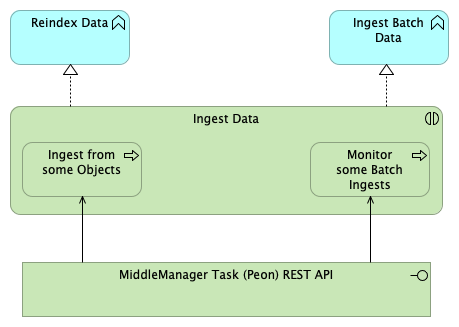 Reindex Data
Ingest Batch
Data
Ingest Data
Ingest from
some Objects
Monitor
some Batch
Ingests
MiddleManager Task (Peon) REST API